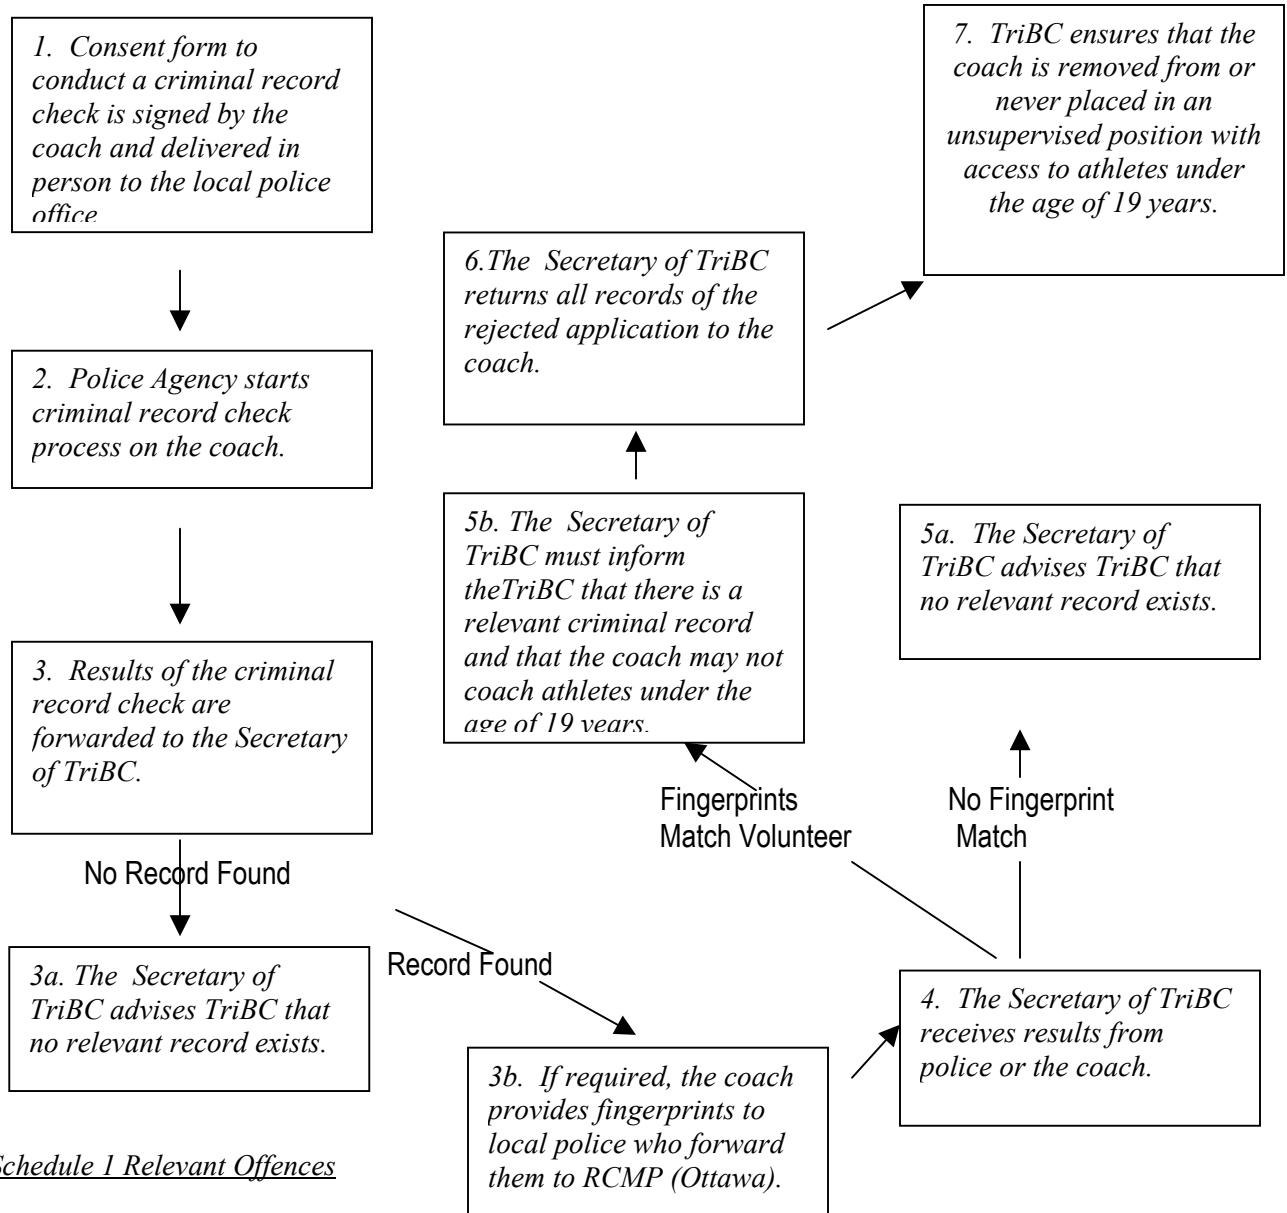 1. Consent form to
conduct a criminal record
check is signed by the
coach and delivered in
person to the local police
office
2. Police Agency starts
criminal record check
process on the coach.
3. Results of the criminal
record check are
forwarded to the Secretary
of TriBC.
No Record Found
3a. The Secretary of
TriBC advises TriBC that
no relevant record exists.
Record Found
3b. If required, the coach
provides fingerprints to
local police who forward
them to RCMP (Ottawa).
4. The Secretary of TriBC
receives results from
police or the coach.
No Fingerprint
Match
5a. The Secretary of
TriBC advises TriBC that
no relevant record exists.
Fingerprints
Match Volunteer
5b. The Secretary of
TriBC must inform
theTriBC that there is a
relevant criminal record
and that the coach may not
coach athletes under the
age of 19 years.
6.The Secretary of TriBC
returns all records of the
rejected application to the
coach.
7. TriBC ensures that the
coach is removed from or
never placed in an
unsupervised position with
access to athletes under
the age of 19 years.
Schedule 1 Relevant Offences